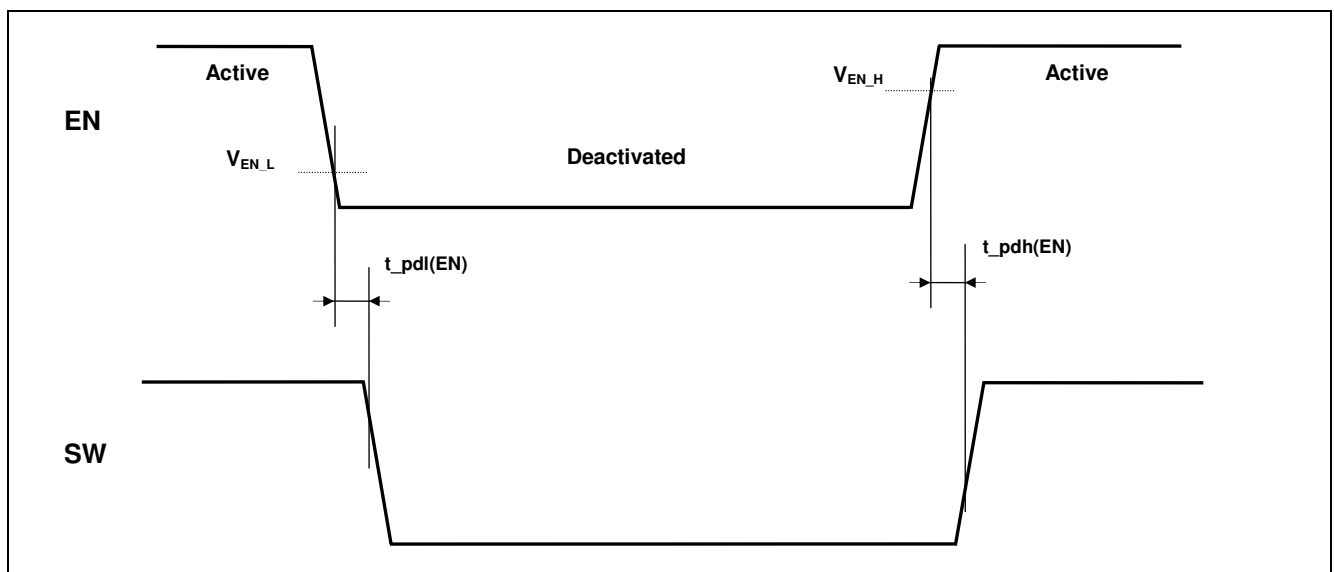 Active
V_EN_H
Active
EN
V_EN_L
Deactivated
t_pdl(EN)
t_pdh(EN)
SW